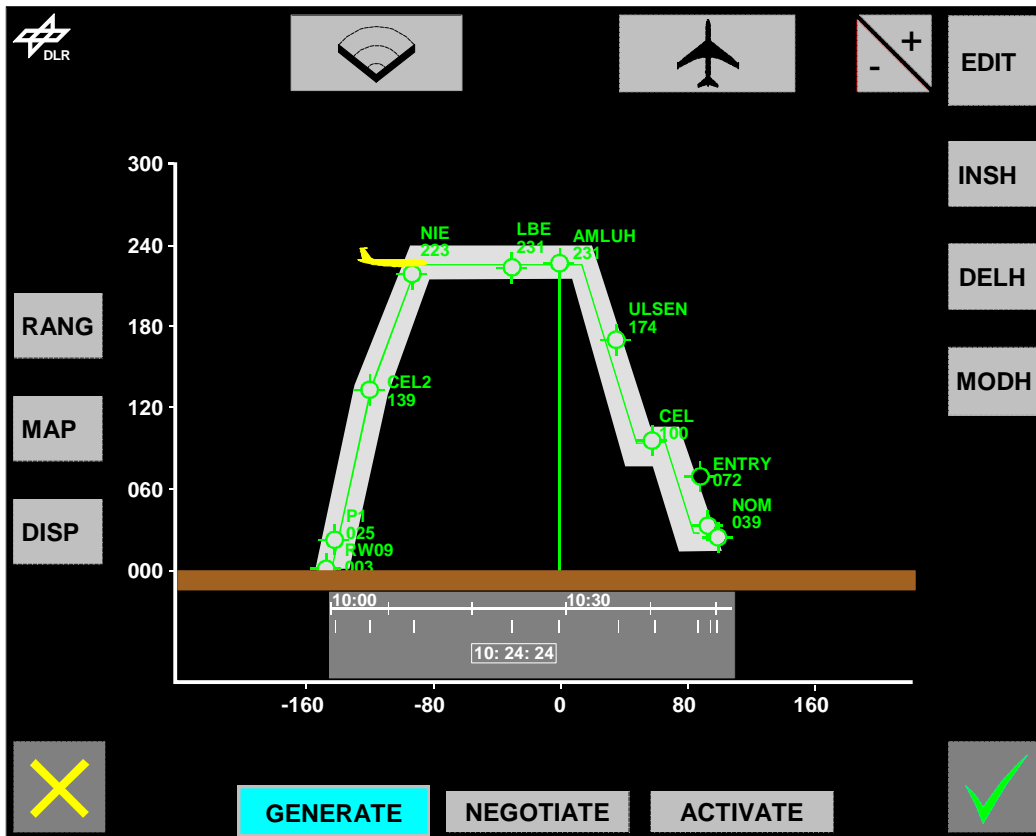 DLR
+
-
EDIT
INSH
DELH
MODH
RANG
MAP
DISP
300
240
180
120
060
000
NIE
223
LBE
231
AMLUH
231
ULSEN
174
CEL2
139
CEL
100
ENTRY
072
NOM
039
P1
025
RW09
003
10:00
10:30
10: 24: 24
-160
-80
0
80
160
GENERATE
NEGOTIATE
ACTIVATE